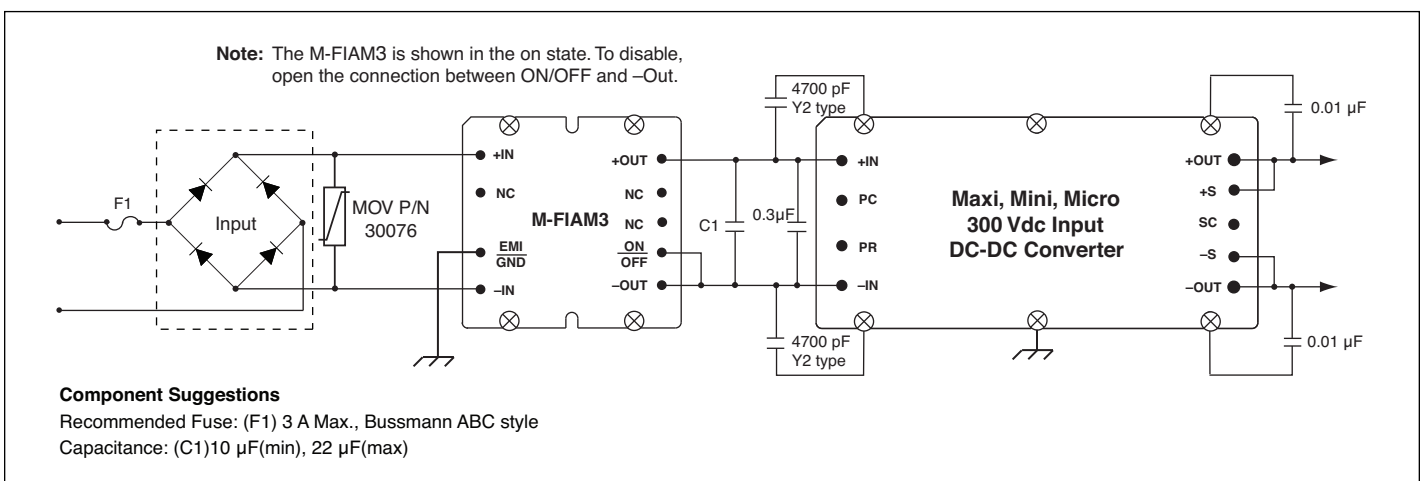 Note: The M-FIAM3 is shown in the on state. To disable,
open the connection between ON/OFF and –Out.
F1
Input
MOV P/N
30076
+IN
NC
EMI
GND
–IN
M-FIAM3
+OUT
NC
NC
ON
OFF
–OUT
C1
0.3µF
4700 pF
Y2 type
4700 pF
Y2 type
+IN
PC
PR
–IN
Maxi, Mini, Micro
300 Vdc Input
DC-DC Converter
+OUT
+S
SC
–S
–OUT
0.01 µF
0.01 µF
Component Suggestions
Recommended Fuse: (F1) 3 A Max., Bussmann ABC style
Capacitance: (C1)10 µF(min), 22 µF(max)